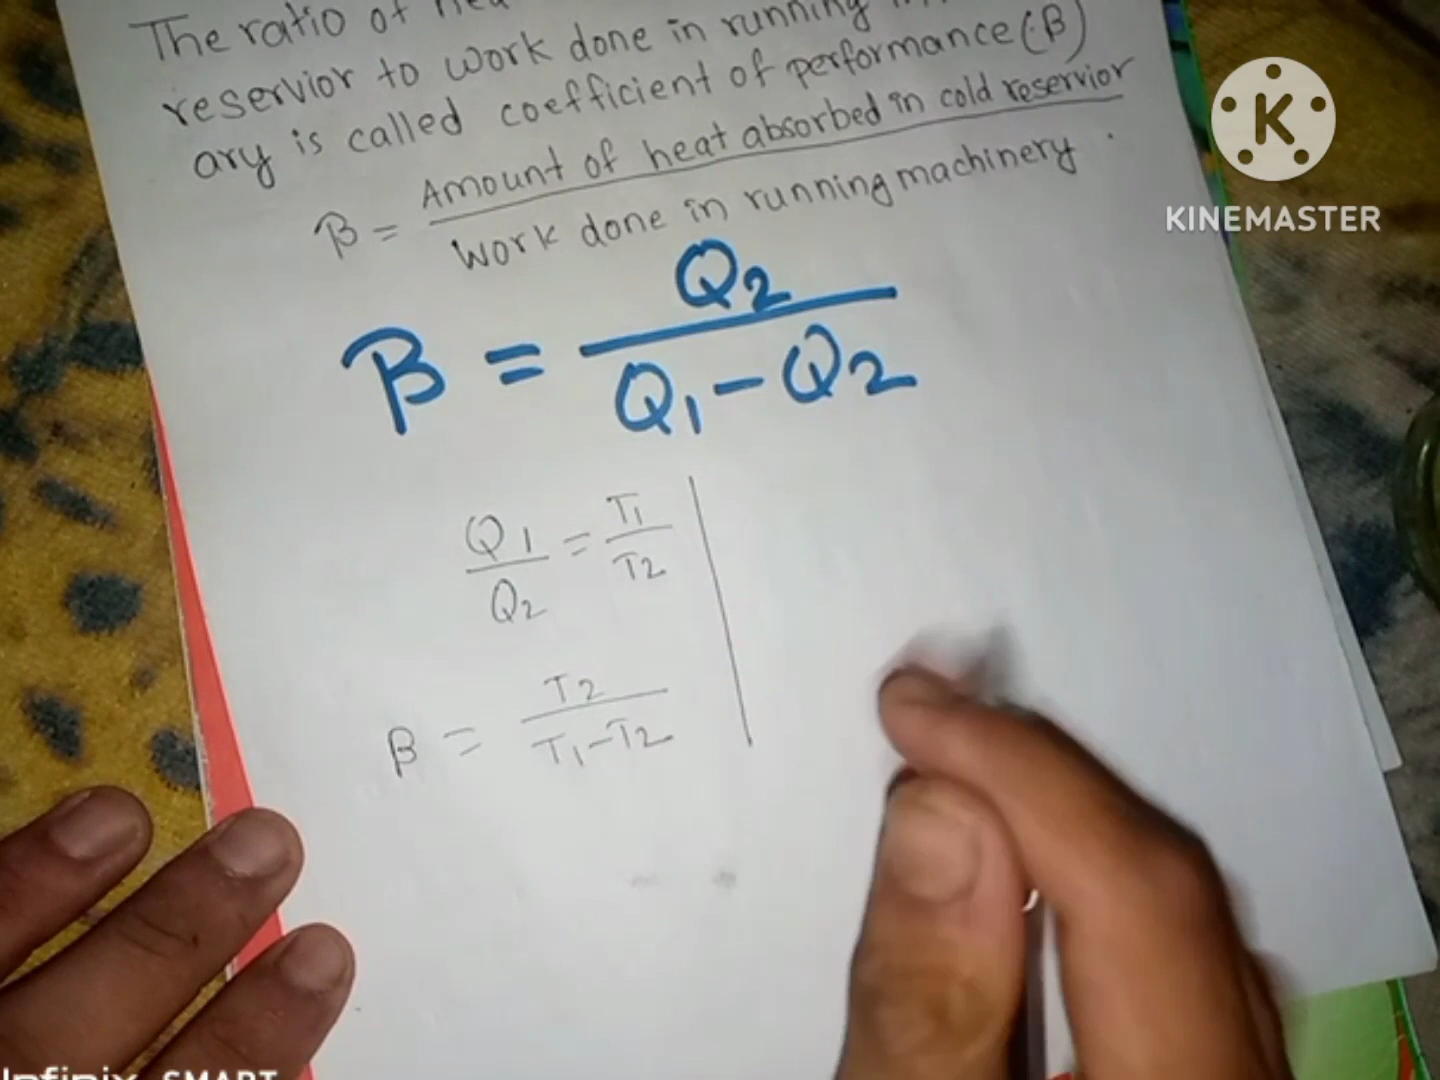 The ratio of
reservior to work done in running
ary is called coefficient of performance (β)
β = Amount of heat absorbed in cold reservior
work done in running machinery.
β = Q2
Q1 - Q2
Q1 = T1
Q2 T2
β = T2
T1 - T2
K
KINEMASTER
Infinix SMART